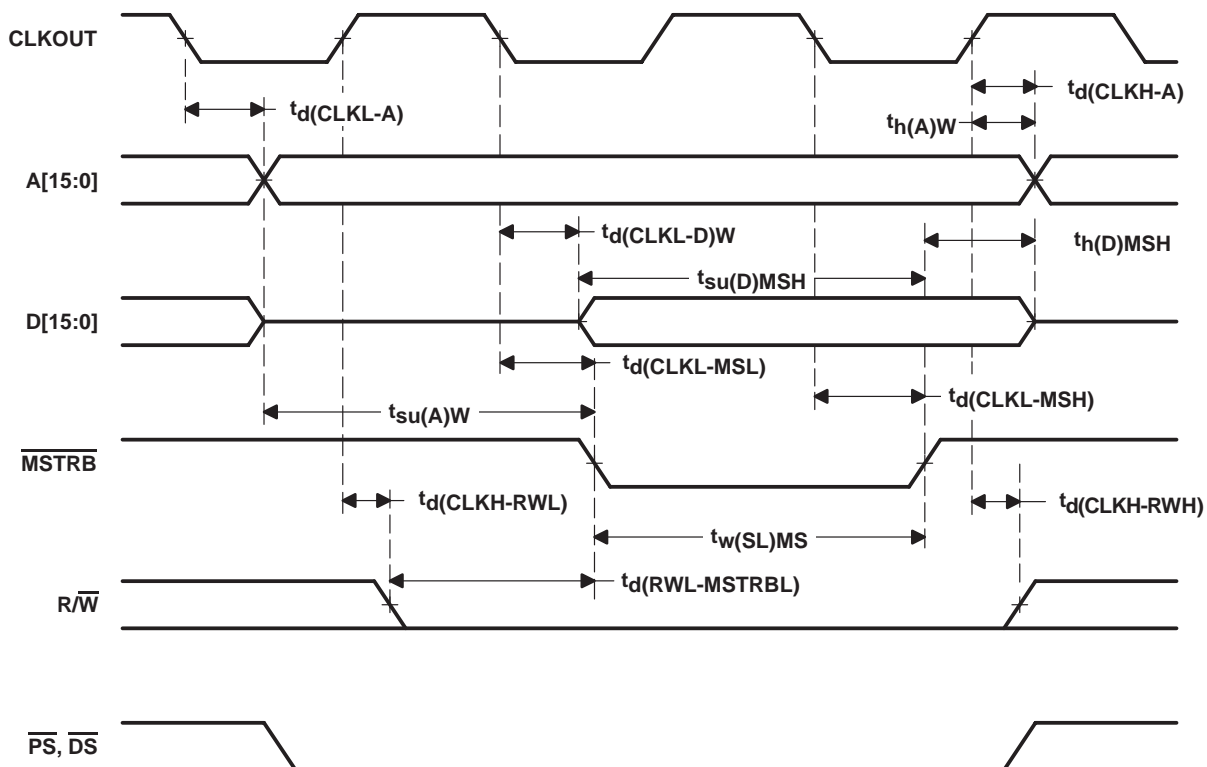 CLKOUT
td(CLKL-A)
td(CLKH-A)
th(A)W
A[15:0]
td(CLKL-D)W
th(D)MSH
tsu(D)MSH
D[15:0]
td(CLKL-MSL)
td(CLKL-MSH)
tsu(A)W
MSTRB
td(CLKH-RWL)
td(CLKH-RWH)
tw(SL)MS
td(RWL-MSTRBL)
R/W
PS, DS